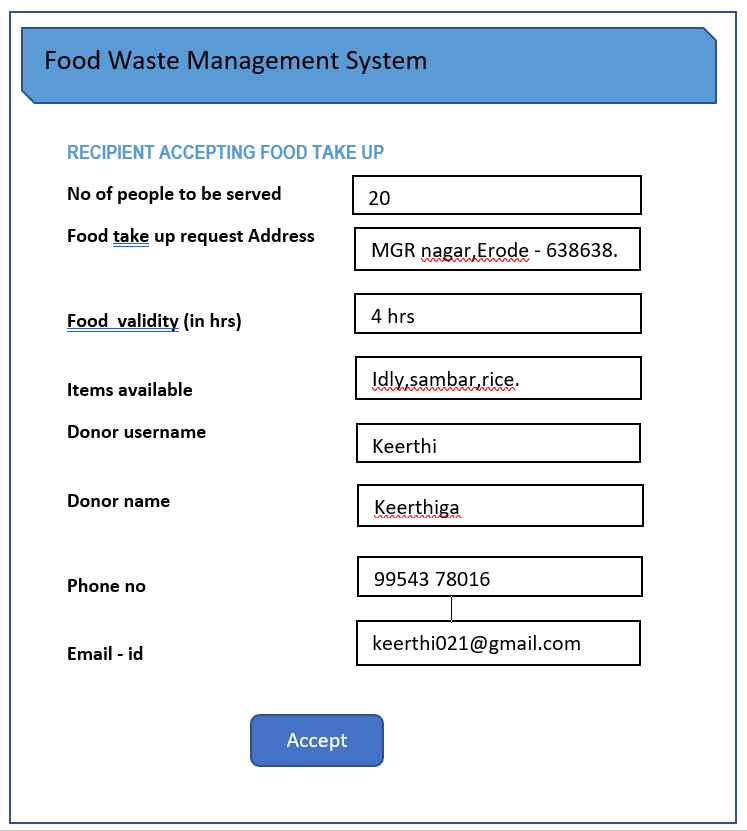 Food Waste Management System
RECIPIENT ACCEPTING FOOD TAKE UP
No of people to be served
20
Food take up request Address
MGR nagar,Erode - 638638.
Food  validity (in hrs)
4 hrs
Items available
Idly,sambar,rice.
Donor username
Keerthi
Donor name
Keerthiga
Phone no
99543 78016
Email - id
keerthi021@gmail.com
Accept